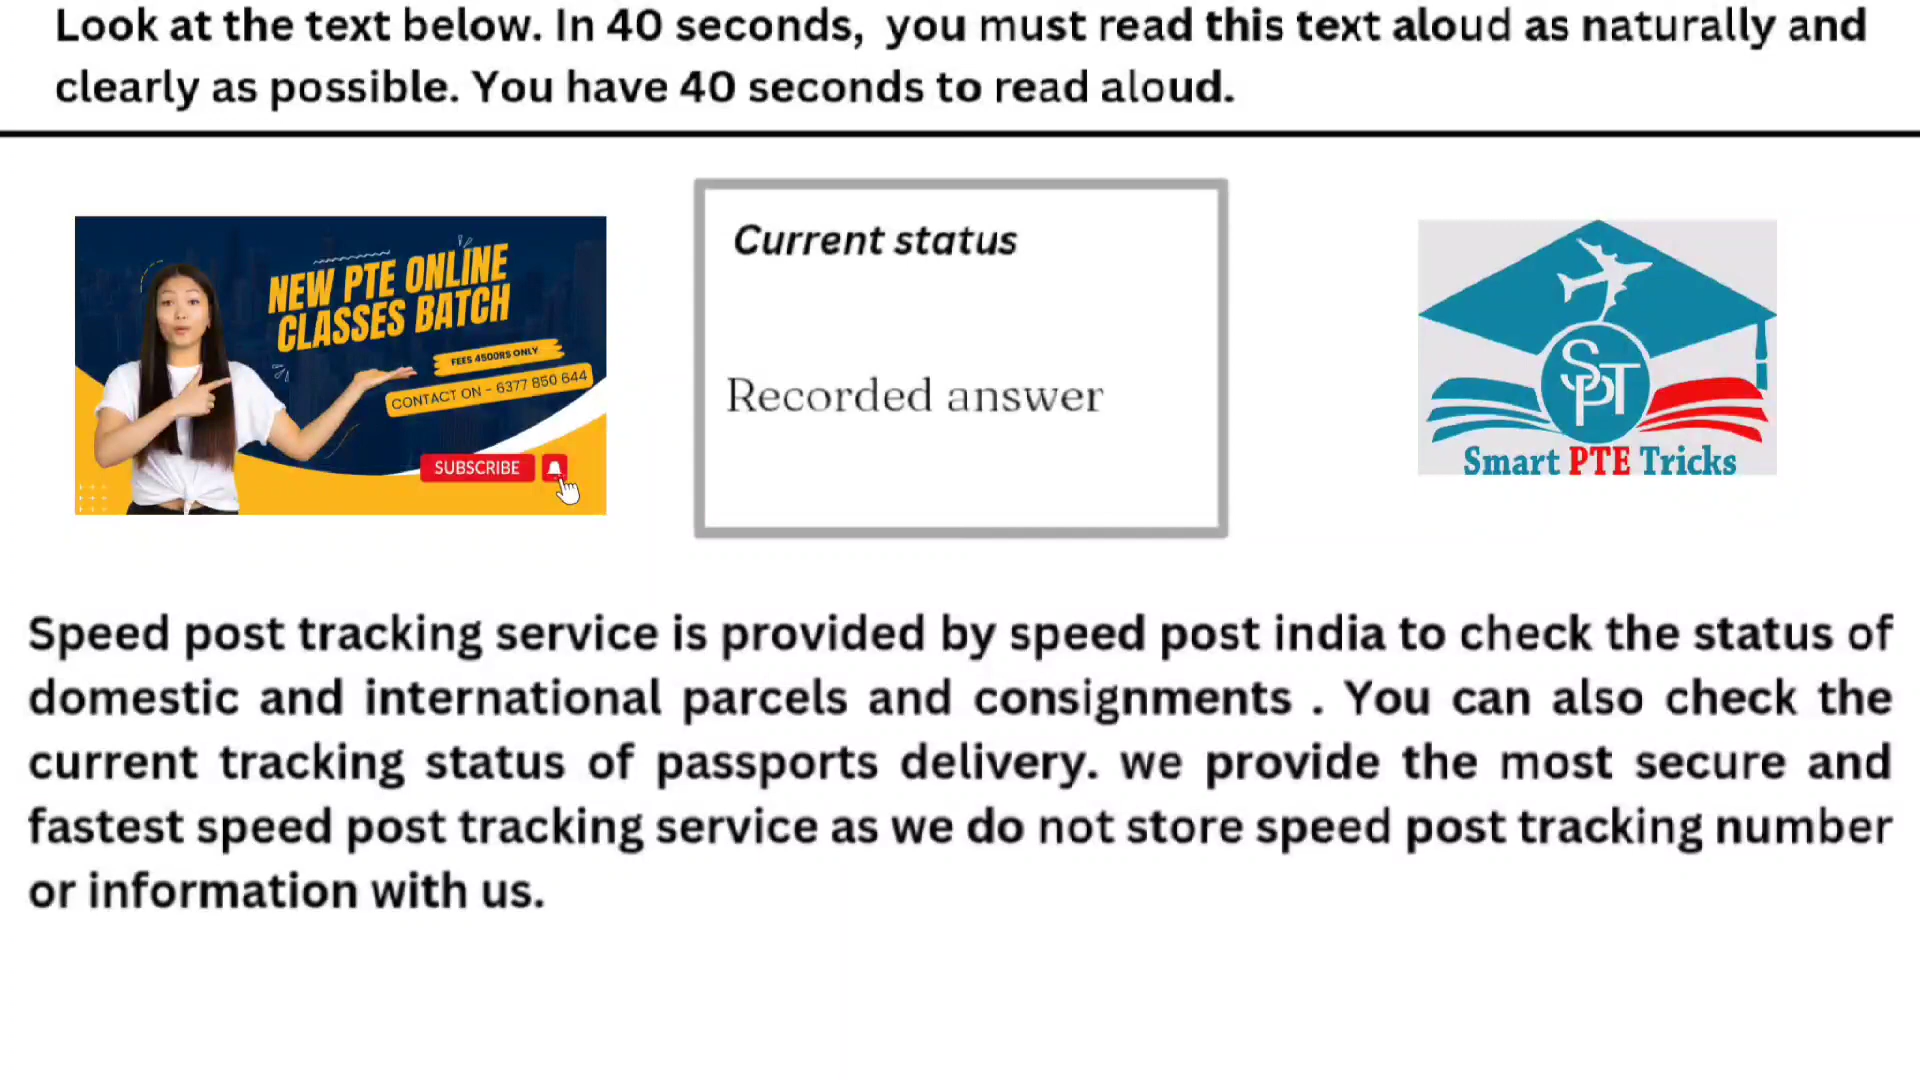 Look at the text below. In 40 seconds, you must read this text aloud as naturally and
clearly as possible. You have 40 seconds to read aloud.
NEW PTE ONLINE
CLASSES BATCH
FEES 4500RS ONLY
CONTACT ON - 6377 850 644
SUBSCRIBE
Current status
Recorded answer
SPT
Smart PTE Tricks
Speed post tracking service is provided by speed post india to check the status of
domestic and international parcels and consignments . You can also check the
current tracking status of passports delivery. we provide the most secure and
fastest speed post tracking service as we do not store speed post tracking number
or information with us.